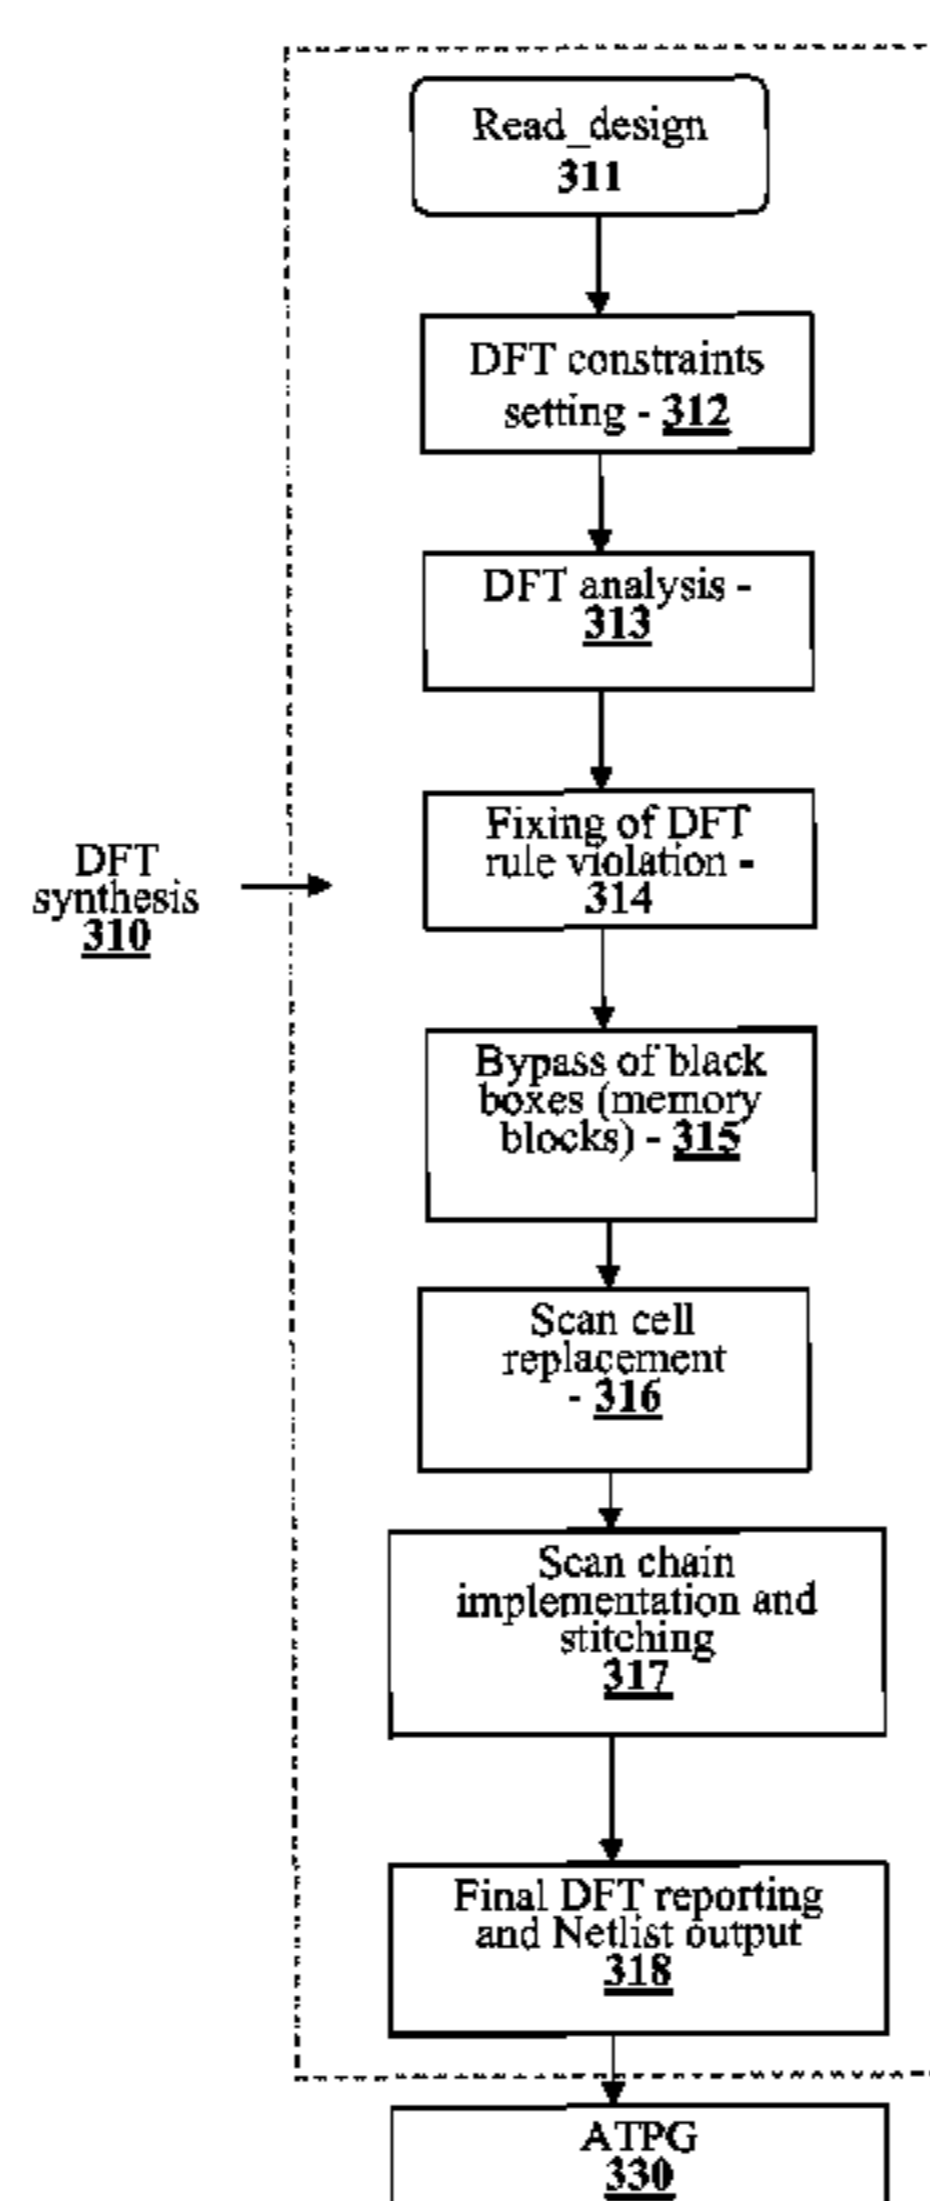 Read_design
311
DFT constraints
setting - 312
DFT analysis -
313
Fixing of DFT
rule violation -
314
DFT
synthesis
310
Bypass of black
boxes (memory
blocks) - 315
Scan cell
replacement
- 316
Scan chain
implementation and
stitching
317
Final DFT reporting
and Netlist output
318
ATPG
330